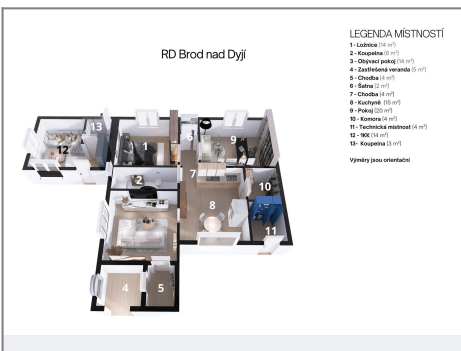 RD Brod nad Dyjí
LEGENDA MÍSTNOSTÍ
1 - Ložnice (14 m²)
2 - Koupelna (6 m²)
3 - Obývací pokoj (14 m²)
4 - Zastřešená veranda (5 m²)
5 - Chodba (4 m²)
6 - Šatna (2 m²)
7 - Chodba (4 m²)
8 - Kuchyně (15 m²)
9 - Pokoj (20 m²)
10 - Komora (4 m²)
11 - Technická místnost (4 m²)
12 - 1KK (14 m²)
13- Koupelna (3 m²)
Výměry jsou orientační
13
12
1
6
9
2
7
10
3
8
11
4
5